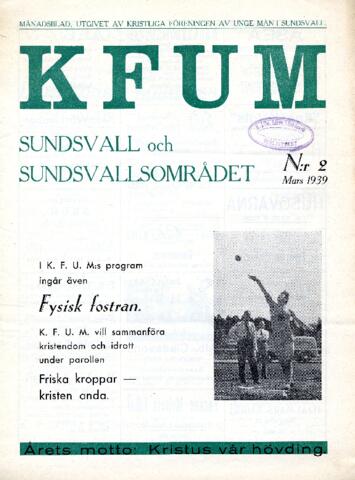 MÅNADSBLAD, UTGIVET AV KRISTLIGA FÖRENINGEN AV UNGE MÄN I SUNDSVALL.
KFUM
SUNDSVALL och
SUNDSVALLSOMRÅDET
N:r 2
Mars 1939
I K. F. U. M:s program
ingår även
Fysisk fostran.
K. F. U. M. vill sammanföra
kristendom och idrott
under parollen
Friska kroppar —
kristen anda.
Årets motto: Kristus vår hövding.